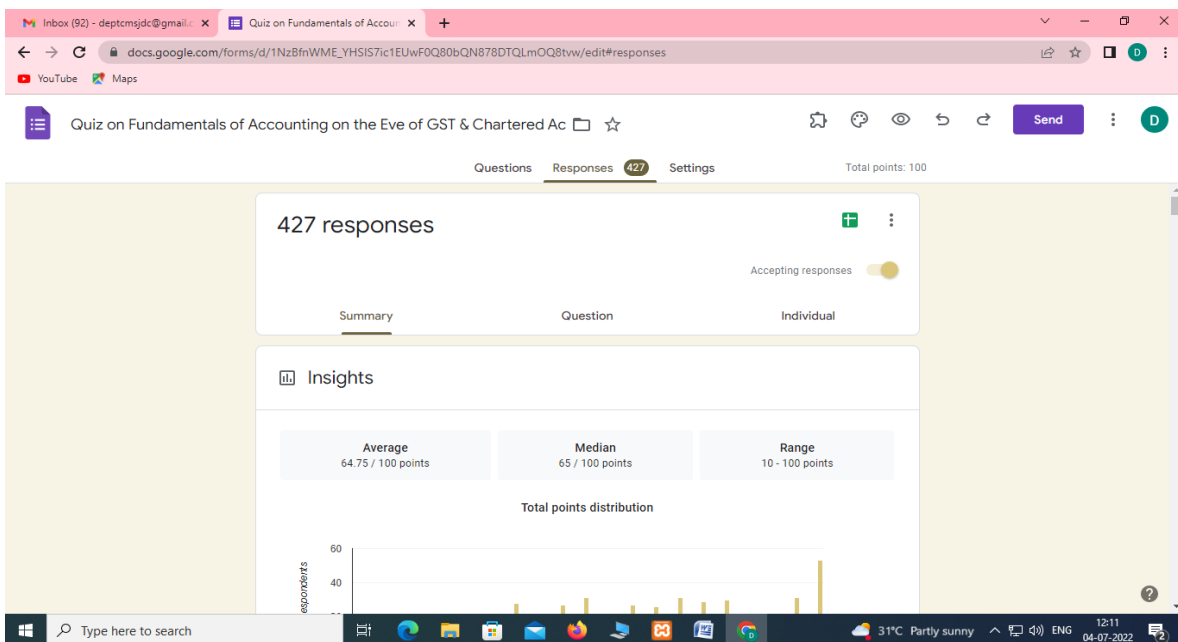 Inbox (92) - deptcmsjdc@gmail.c
Quiz on Fundamentals of Accoun
docs.google.com/forms/d/1NzBfnWME_YHSIS7ic1EUwF0Q80bQN878DTQLmOQ8tvw/edit#responses
D
YouTube Maps
Quiz on Fundamentals of Accounting on the Eve of GST & Chartered Ac
Send
D
Questions Responses 427 Settings Total points: 100
427 responses
Accepting responses
Summary Question Individual
Insights
Average Median Range
64.75 / 100 points 65 / 100 points 10 - 100 points
Total points distribution
60
40
Type here to search
31°C Partly sunny ENG
12:11
04-07-2022
2